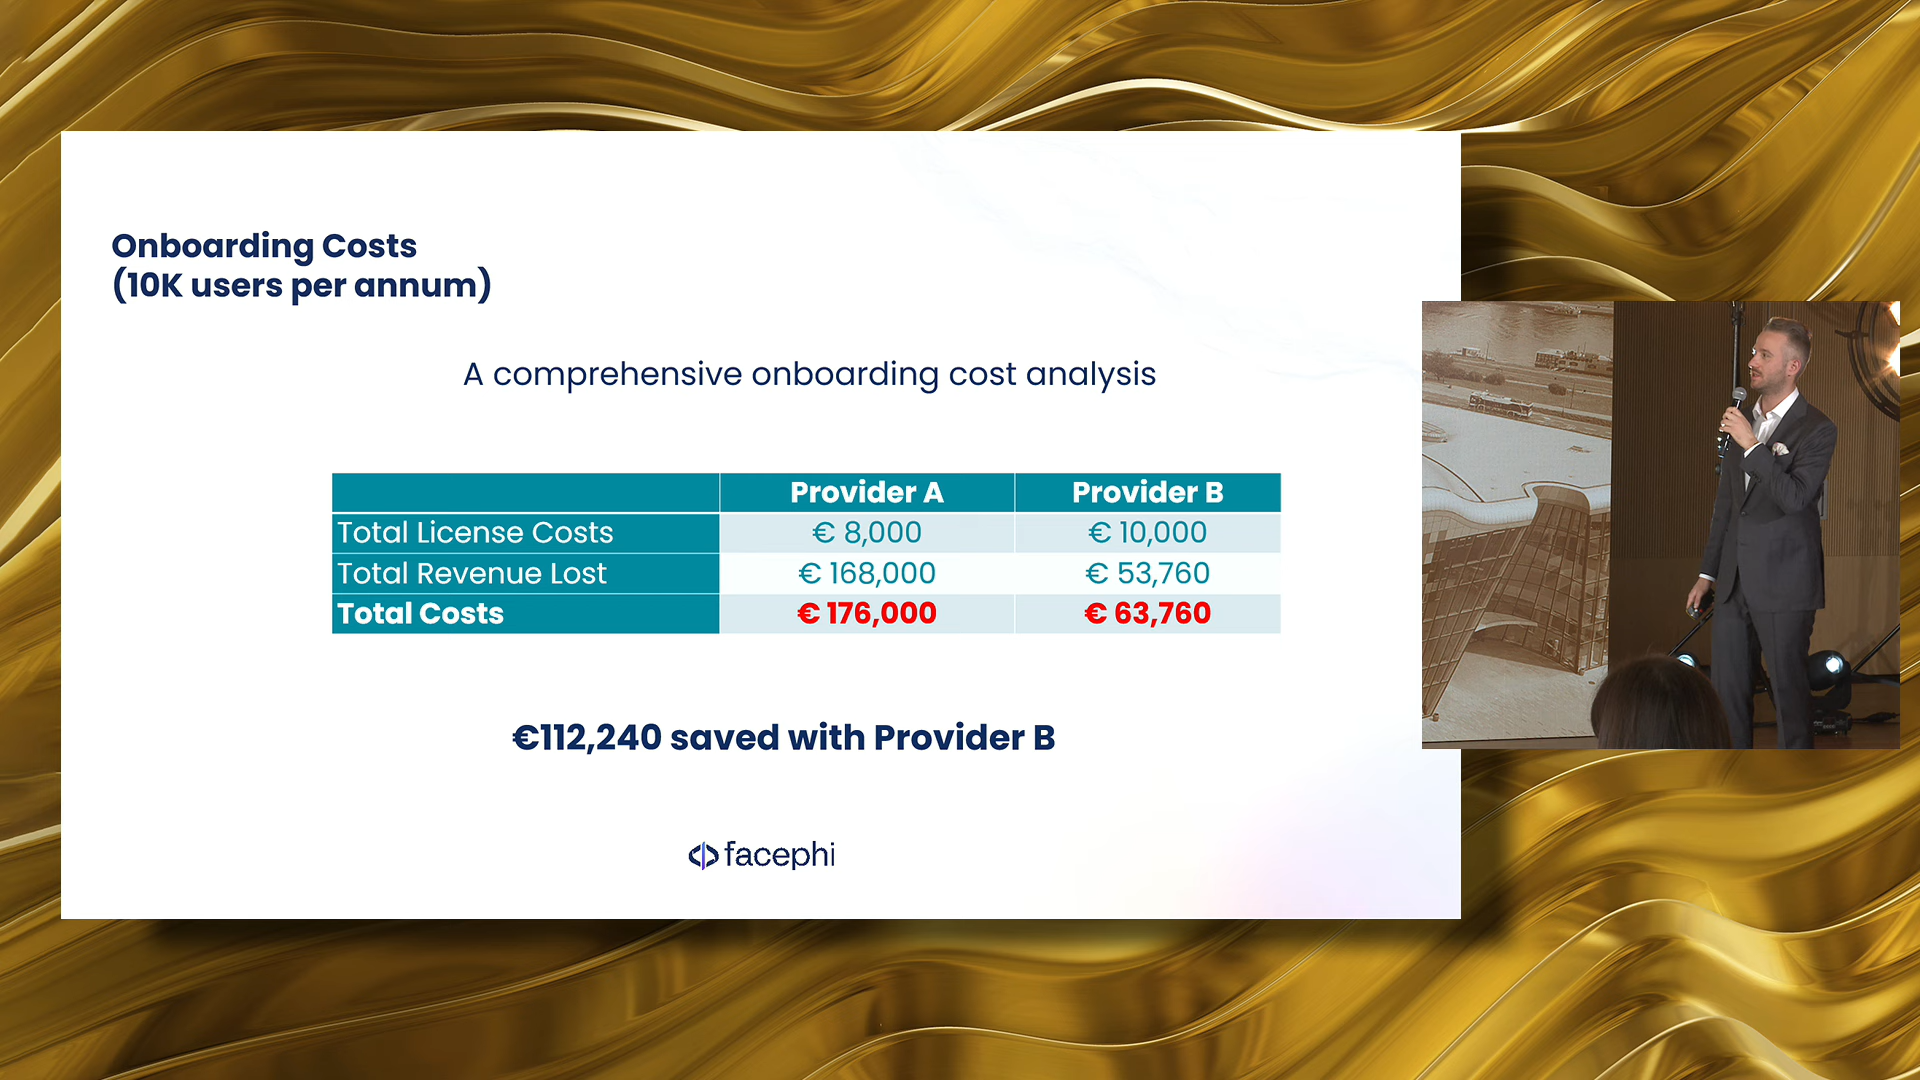 Onboarding Costs
(10K users per annum)
A comprehensive onboarding cost analysis
Provider A Provider B
Total License Costs € 8,000 € 10,000
Total Revenue Lost € 168,000 € 53,760
Total Costs € 176,000 € 63,760
€112,240 saved with Provider B
facephi